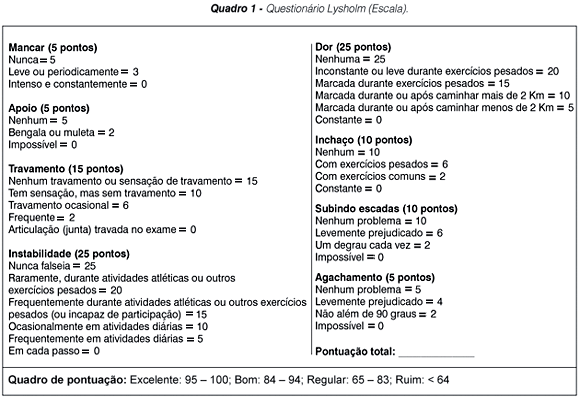 Quadro 1 - Questionário Lysholm (Escala).
Mancar (5 pontos)
Nunca= 5
Leve ou periodicamente = 3
Intenso e constantemente = 0
Apoio (5 pontos)
Nenhum = 5
Bengala ou muleta = 2
Impossível = 0
Travamento (15 pontos)
Nenhum travamento ou sensação de travamento = 15
Tem sensação, mas sem travamento = 10
Travamento ocasional = 6
Frequente = 2
Articulação (junta) travada no exame = 0
Instabilidade (25 pontos)
Nunca falseia = 25
Raramente, durante atividades atléticas ou outros
exercícios pesados = 20
Frequentemente durante atividades atléticas ou outros exercícios
pesados (ou incapaz de participação) = 15
Ocasionalmente em atividades diárias = 10
Frequentemente em atividades diárias = 5
Em cada passo = 0
Dor (25 pontos)
Nenhuma = 25
Inconstante ou leve durante exercícios pesados = 20
Marcada durante exercícios pesados = 15
Marcada durante ou após caminhar mais de 2 Km = 10
Marcada durante ou após caminhar menos de 2 Km = 5
Constante = 0
Inchaço (10 pontos)
Nenhum = 10
Com exercícios pesados = 6
Com exercícios comuns = 2
Constante = 0
Subindo escadas (10 pontos)
Nenhum problema = 10
Levemente prejudicado = 6
Um degrau cada vez = 2
Impossível =0
Agachamento (5 pontos)
Nenhum problema = 5
Levemente prejudicado = 4
Não além de 90 graus = 2
Impossível = 0
Pontuação total: ______________
Quadro de pontuação: Excelente: 95 – 100; Bom: 84 – 94; Regular: 65 – 83; Ruim: < 64